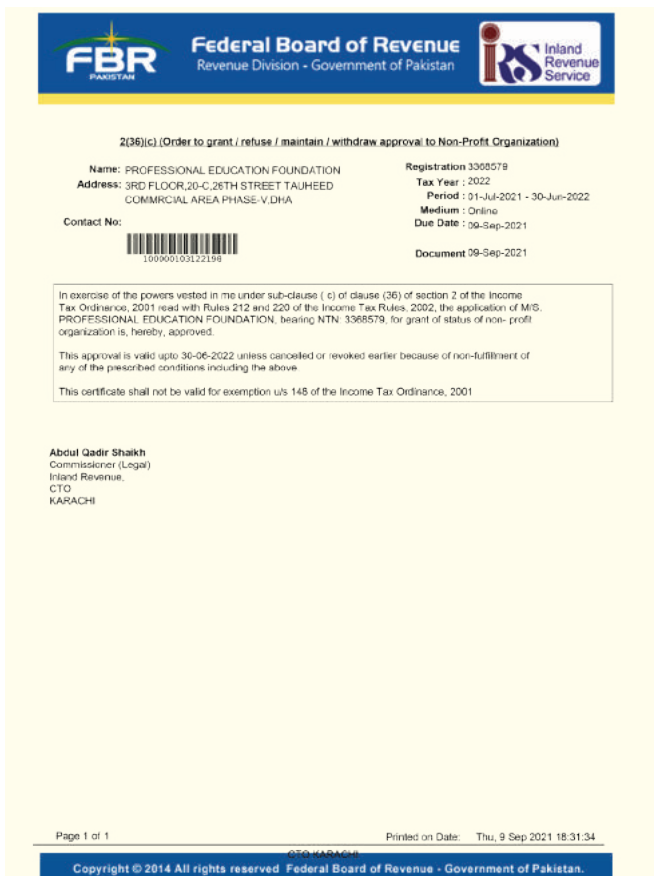 FBR
PAKISTAN
Federal Board of Revenue
Revenue Division - Government of Pakistan
IRS
Inland
Revenue
Service
2(36)(c) (Order to grant / refuse / maintain / withdraw approval to Non-Profit Organization)
Name: PROFESSIONAL EDUCATION FOUNDATION
Address: 3RD FLOOR,20-C,26TH STREET TAUHEED
COMMRCIAL AREA PHASE-V,DHA
Contact No:
100000103122198
Registration 3368579
Tax Year : 2022
Period : 01-Jul-2021 - 30-Jun-2022
Medium : Online
Due Date : 09-Sep-2021
Document 09-Sep-2021
In exercise of the powers vested in me under sub-clause ( c) of clause (36) of section 2 of the Income
Tax Ordinance, 2001 read with Rules 212 and 220 of the Income Tax Rules, 2002, the application of M/S.
PROFESSIONAL EDUCATION FOUNDATION, bearing NTN: 3368579, for grant of status of non- profit
organization is, hereby, approved.
This approval is valid upto 30-06-2022 unless cancelled or revoked earlier because of non-fulfillment of
any of the prescribed conditions including the above
This certificate shall not be valid for exemption u/s 148 of the Income Tax Ordinance, 2001
Abdul Qadir Shaikh
Commissioner (Legal)
Inland Revenue,
CTO
KARACHI
Page 1 of 1
Printed on Date: Thu, 9 Sep 2021 18:31:34
CTO KARACHI
Copyright © 2014 All rights reserved Federal Board of Revenue - Government of Pakistan.